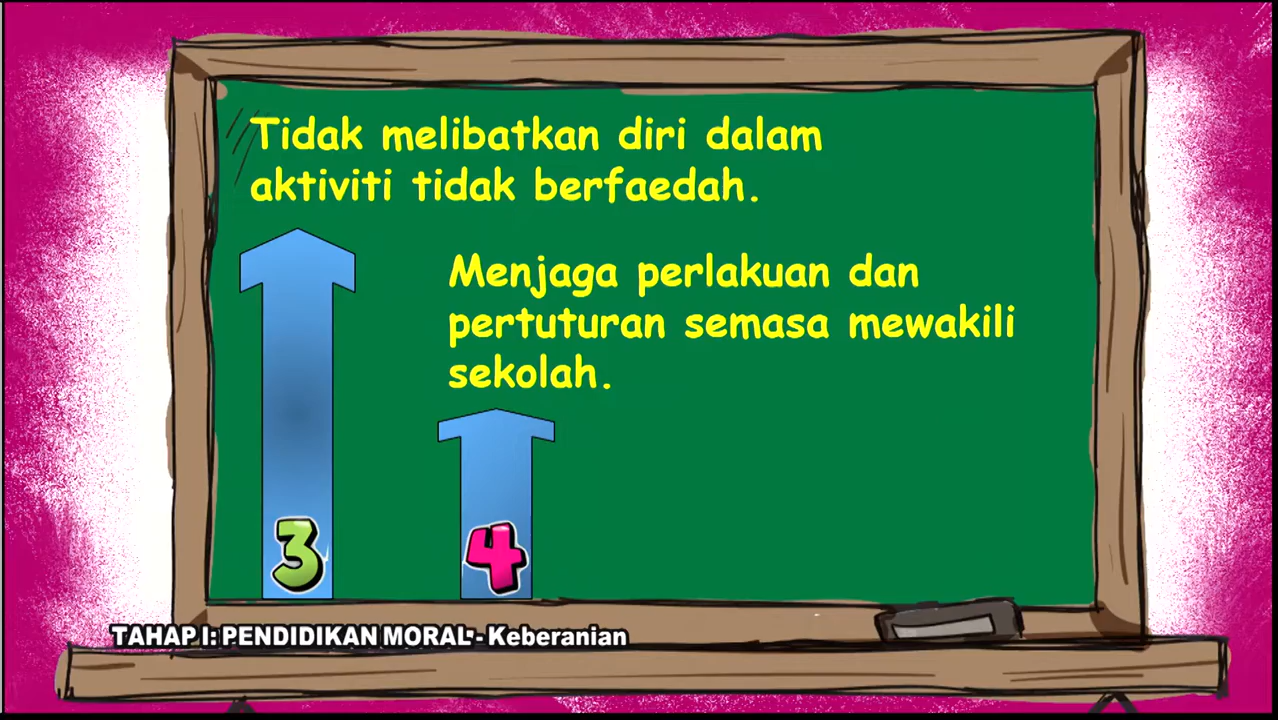 Tidak melibatkan diri dalam
aktiviti tidak berfaedah.
Menjaga perlakuan dan
pertuturan semasa mewakili
sekolah.
3
4
TAHAP I: PENDIDIKAN MORAL - Keberanian